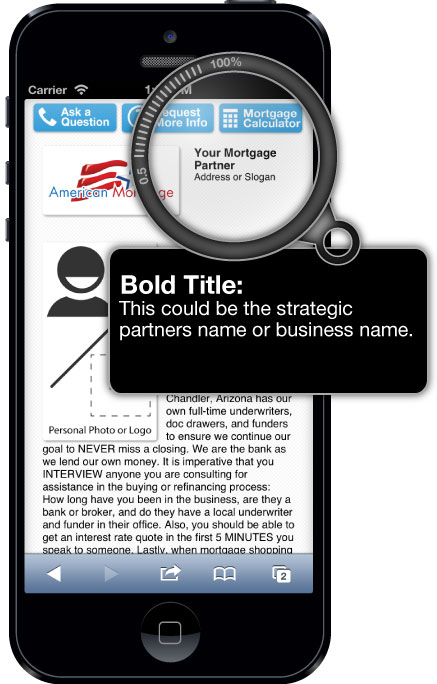 Carrier
M
100%
0.5
Ask a
Question
Request
More Info
Mortgage
Calculator
American Mortgage
Your Mortgage
Partner
Address or Slogan
Bold Title:
This could be the strategic
partners name or business name.
Personal Photo or Logo
Chandler, Arizona has our
own full-time underwriters,
doc drawers, and funders
to ensure we continue our
goal to NEVER miss a closing. We are the bank as
we lend our own money. It is imperative that you
INTERVIEW anyone you are consulting for
assistance in the buying or refinancing process:
How long have you been in the business, are they a
bank or broker, and do they have a local underwriter
and funder in their office. Also, you should be able to
get an interest rate quote in the first 5 MINUTES you
speak to someone. Lastly, when mortgage shopping
2